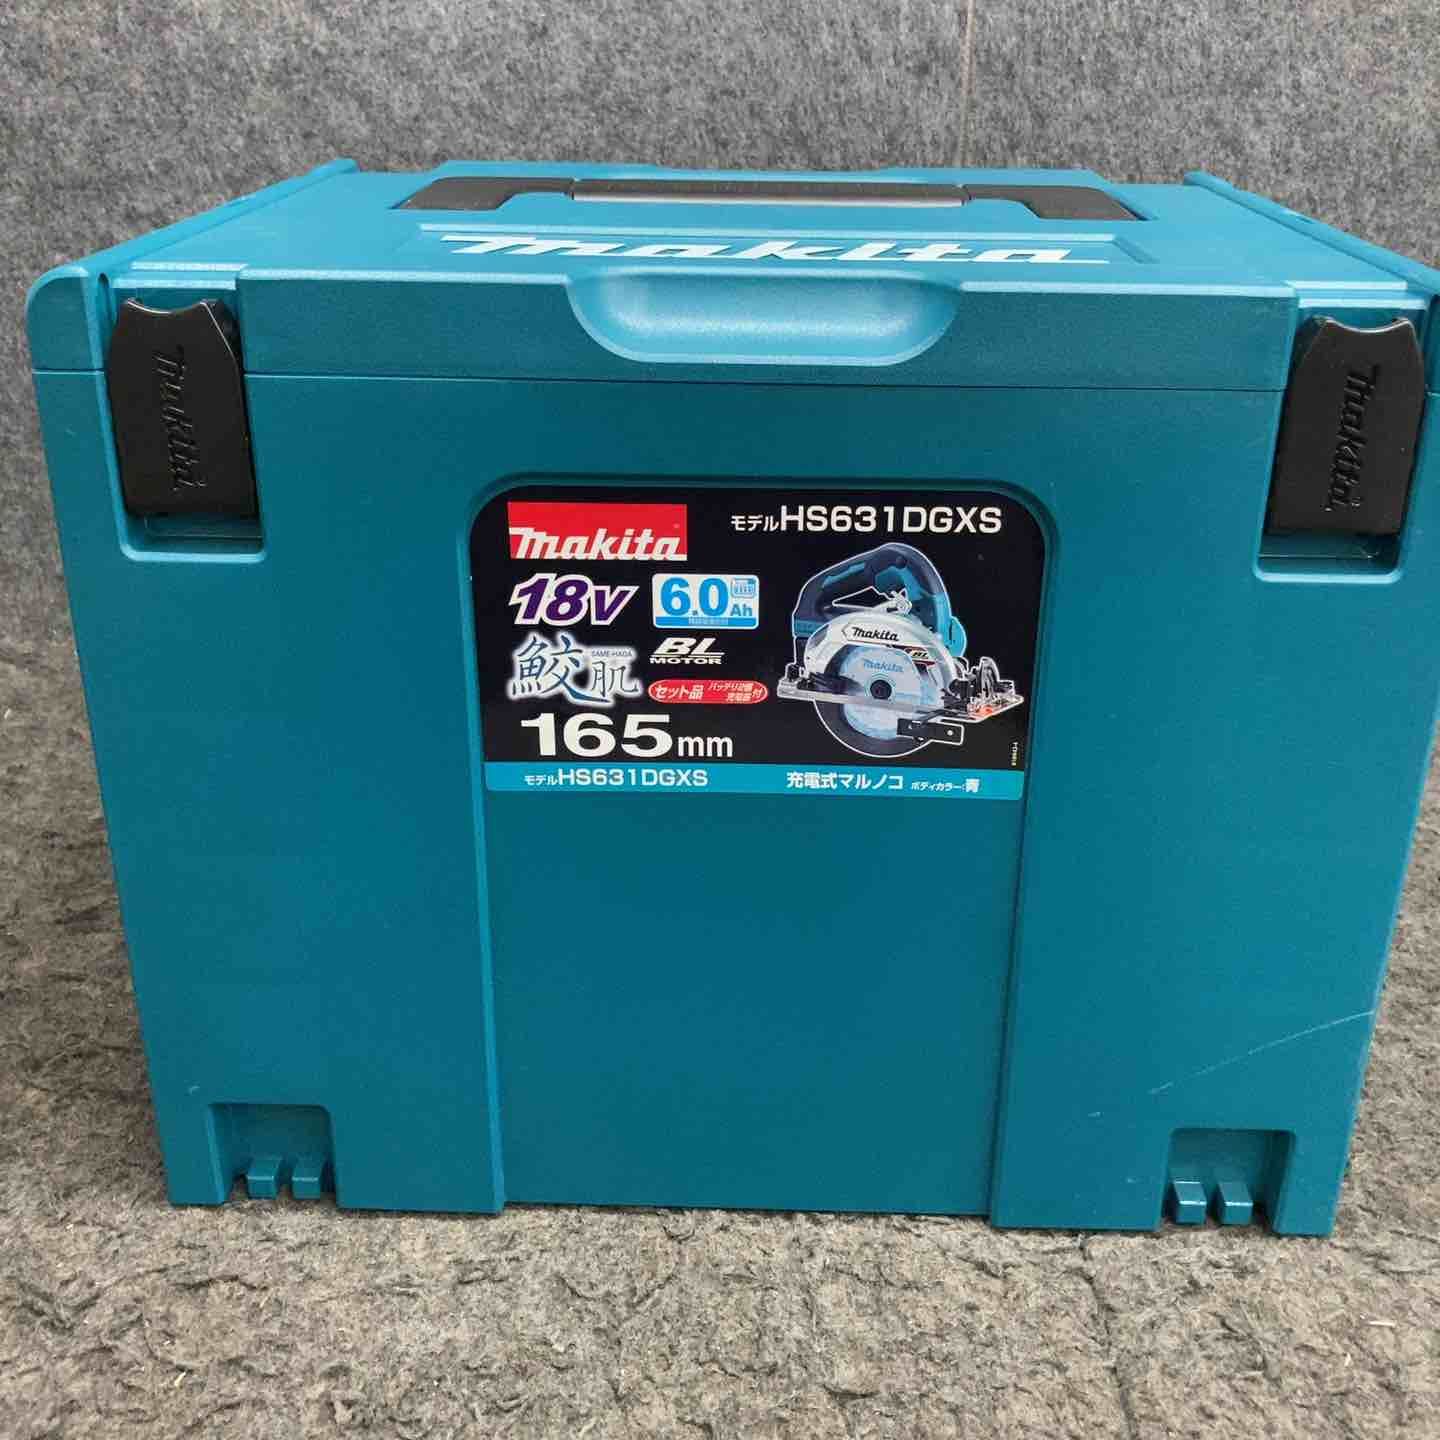 makita
makita
makita
makita
モデルHS631DGXS
18V
6.0Ah
鮫肌
SAME-HADA
BL
MOTOR
セット品
バッテリ2個
充電器付
165mm
makita
makita
BL
モデルHS631DGXS
充電式マルノコ ボディカラー:青